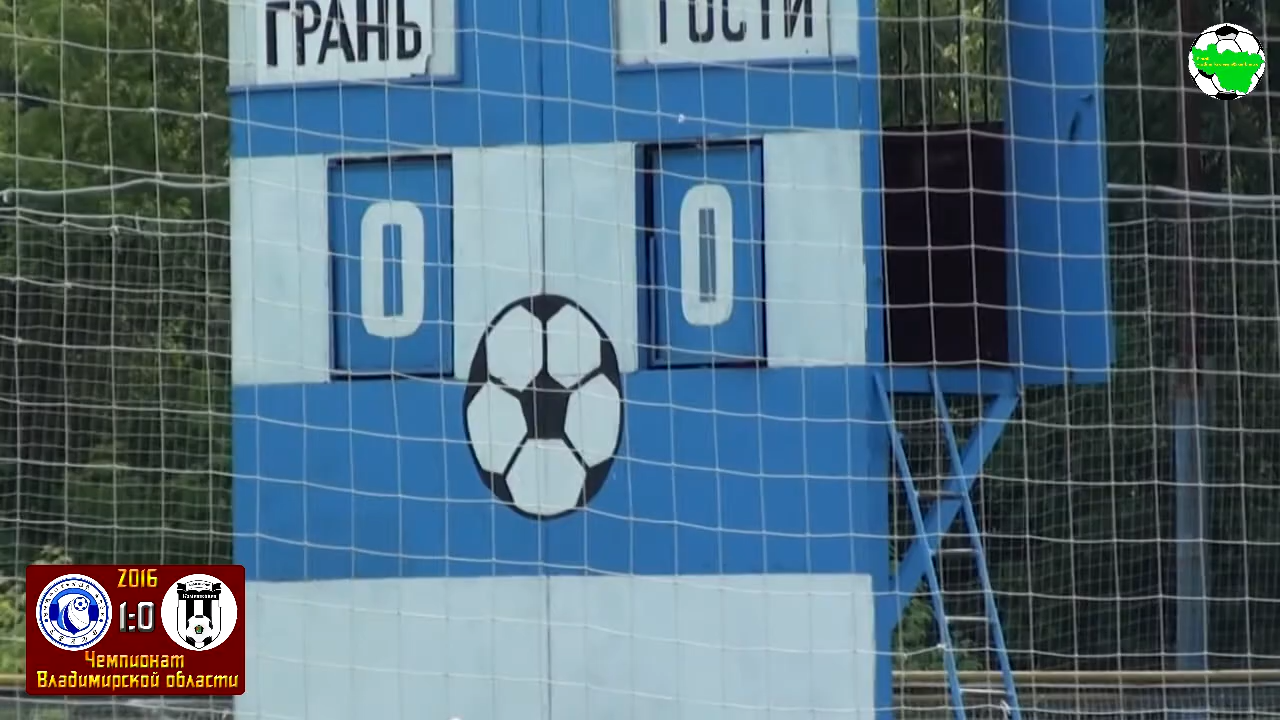 ГРАНЬ
ГОСТИ
0 0
2016
1:0
Чемпионат
Владимирской области